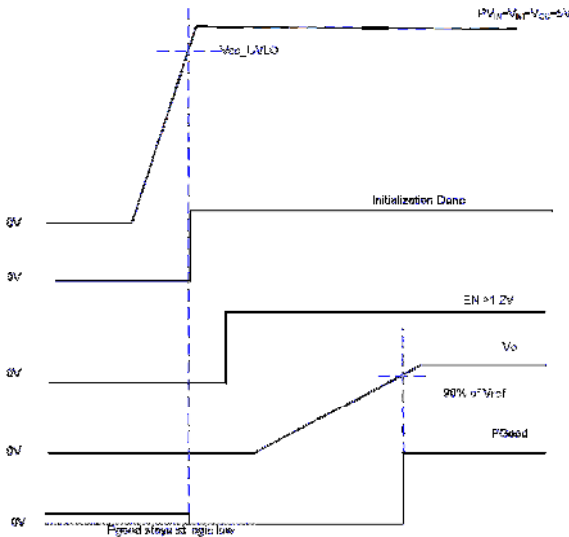 PVIN=VIN=VCC=5V
Vcc_UVLO
Initialization Done
0V
0V
EN >1.2V
Vo
0V
90% of Vref
PGood
0V
0V
Pgood stays at logic low